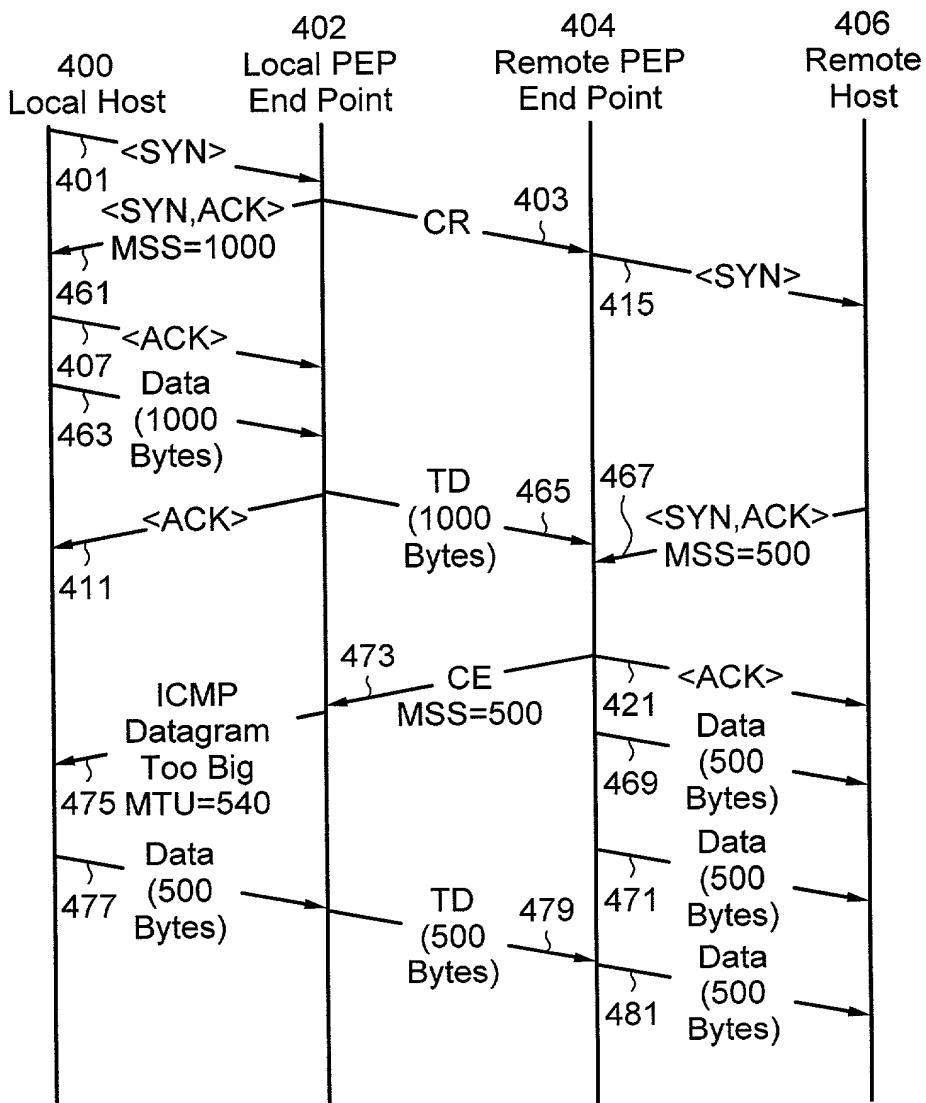 400
Local Host
402
Local PEP
End Point
404
Remote PEP
End Point
406
Remote
Host
<SYN>
401
<SYN,ACK>
MSS=1000
461
CR
403
<SYN>
415
<ACK>
407
Data
(1000
Bytes)
463
TD
(1000
Bytes)
465
467
<SYN,ACK>
MSS=500
<ACK>
411
473
CE
MSS=500
<ACK>
421
ICMP
Datagram
Too Big
MTU=540
475
Data
(500
Bytes)
469
Data
(500
Bytes)
477
Data
(500
Bytes)
471
TD
(500
Bytes)
479
Data
(500
Bytes)
481